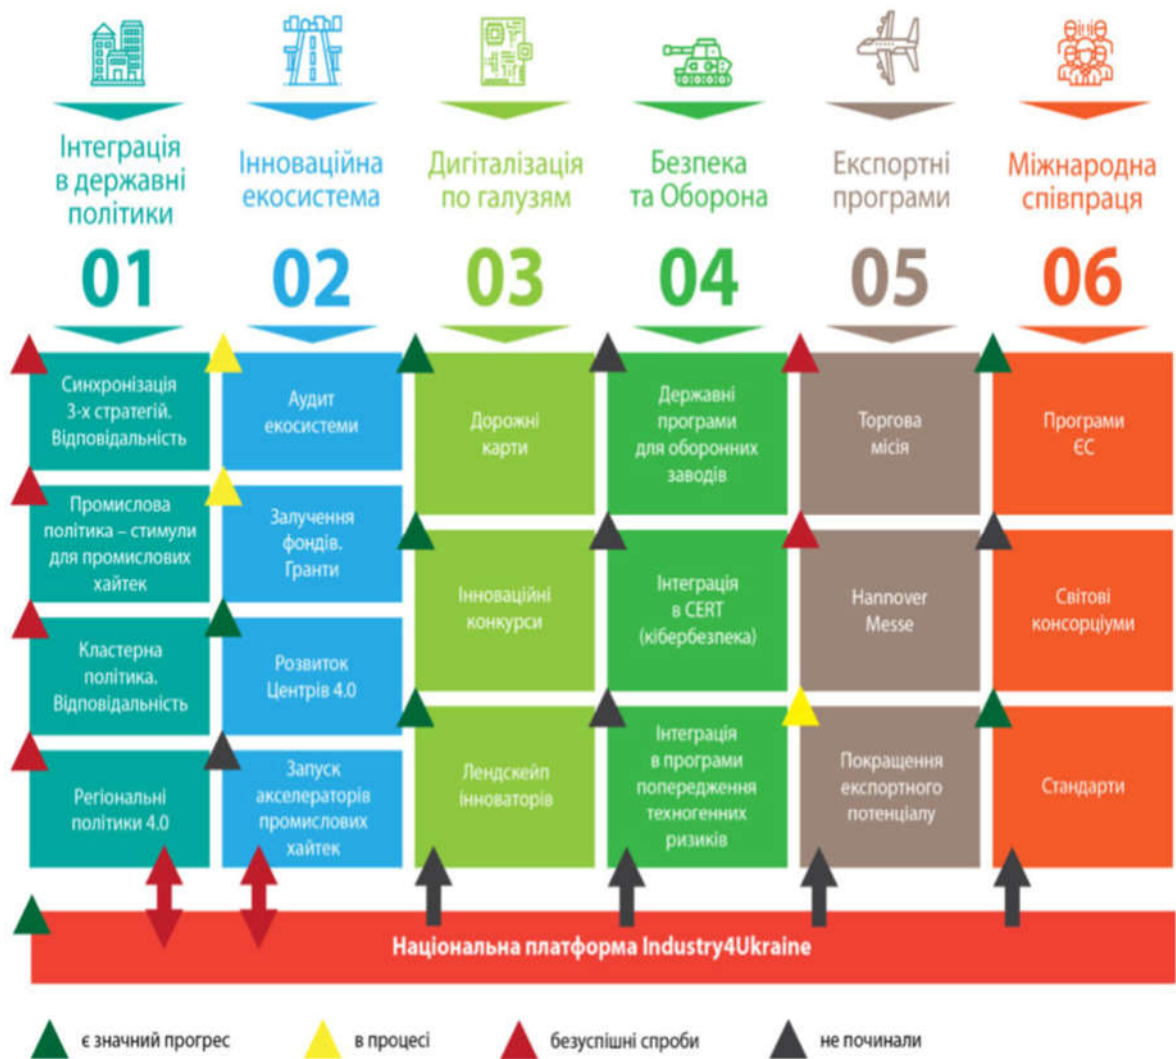 Інтеграція
в державні
політики
01
Інноваційна
екосистема
02
Дигіталізація
по галузям
03
Безпека
та Оборона
04
Експортні
програми
05
Міжнародна
співпраця
06
Синхронізація
3-х стратегій.
Відповідальність
Промислова
політика – стимули
для промислових
хайтек
Кластерна
політика.
Відповідальність
Регіональні
політики 4.0
Аудит
екосистеми
Залучення
фондів.
Гранти
Розвиток
Центрів 4.0
Запуск
акселераторів
промислових
хайтек
Дорожні
карти
Інноваційні
конкурси
Лендскейп
інноваторів
Державні
програми
для оборонних
заводів
Інтеграція
в CERT
(кібербезпека)
Інтеграція
в програми
попередження
техногенних
ризиків
Торгова
місія
Hannover
Messe
Покращення
експортного
потенціалу
Програми
ЄС
Світові
консорціуми
Стандарти
Національна платформа Industry4Ukraine
є значний прогрес
в процесі
безуспішні спроби
не починали